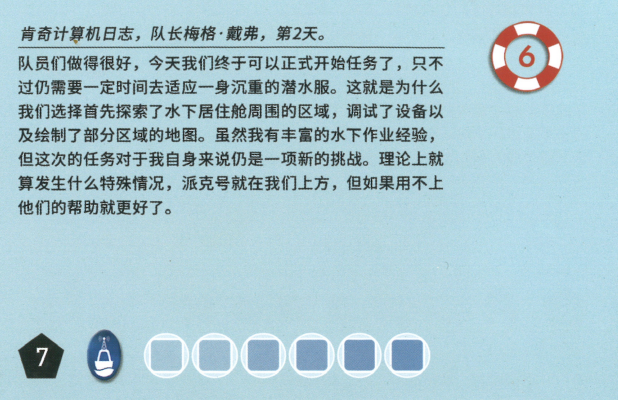 肯奇计算机日志，队长梅格·戴弗，第2天。
队员们做得很好，今天我们终于可以正式开始任务了，只不
过仍需要一定时间去适应一身沉重的潜水服。这就是为什么
我们选择首先探索了水下居住舱周围的区域，调试了设备以
及绘制了部分区域的地图。虽然我有丰富的水下作业经验，
但这次的任务对于我自身来说仍是一项新的挑战。理论上就
算发生什么特殊情况，派克号就在我们上方，但如果用不上
他们的帮助就更好了。
6
7